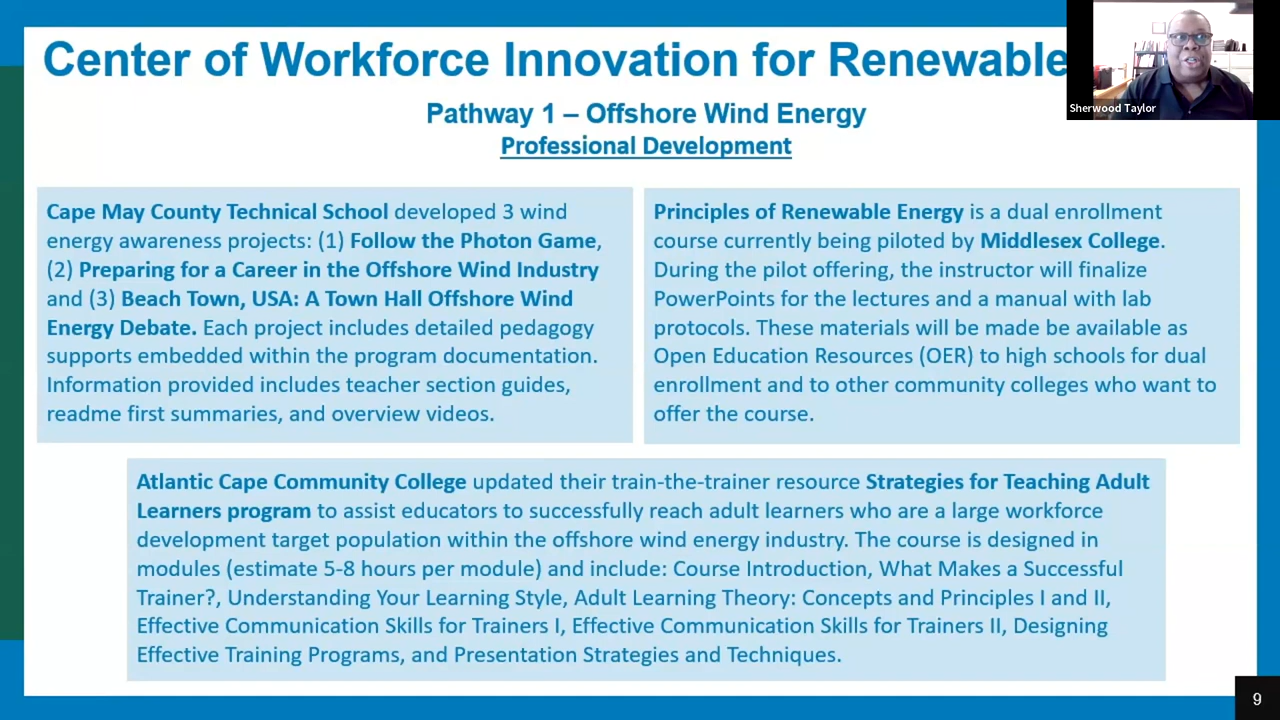 Center of Workforce Innovation for Renewable
Sherwood Taylor
Pathway 1 – Offshore Wind Energy
Professional Development
Cape May County Technical School developed 3 wind
energy awareness projects: (1) Follow the Photon Game,
(2) Preparing for a Career in the Offshore Wind Industry
and (3) Beach Town, USA: A Town Hall Offshore Wind
Energy Debate. Each project includes detailed pedagogy
supports embedded within the program documentation.
Information provided includes teacher section guides,
readme first summaries, and overview videos.
Principles of Renewable Energy is a dual enrollment
course currently being piloted by Middlesex College.
During the pilot offering, the instructor will finalize
PowerPoints for the lectures and a manual with lab
protocols. These materials will be made be available as
Open Education Resources (OER) to high schools for dual
enrollment and to other community colleges who want to
offer the course.
Atlantic Cape Community College updated their train-the-trainer resource Strategies for Teaching Adult
Learners program to assist educators to successfully reach adult learners who are a large workforce
development target population within the offshore wind energy industry. The course is designed in
modules (estimate 5-8 hours per module) and include: Course Introduction, What Makes a Successful
Trainer?, Understanding Your Learning Style, Adult Learning Theory: Concepts and Principles I and II,
Effective Communication Skills for Trainers I, Effective Communication Skills for Trainers II, Designing
Effective Training Programs, and Presentation Strategies and Techniques.
9